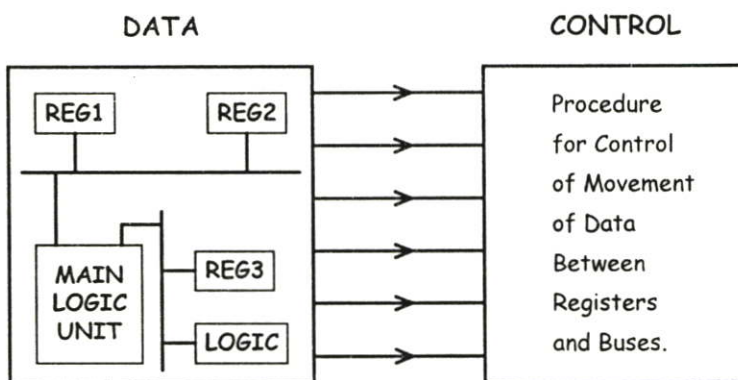 DATA
CONTROL
REG1
REG2
MAIN
LOGIC
UNIT
REG3
LOGIC
Procedure
for Control
of Movement
of Data
Between
Registers
and Buses.